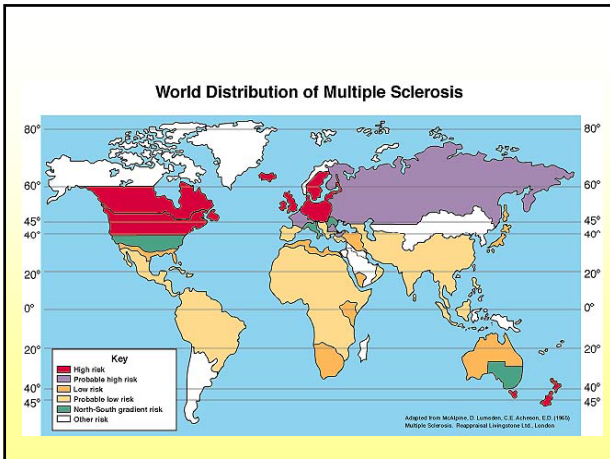 World Distribution of Multiple Sclerosis
80° 80°
60° 60°
45° 45°
40° 40°
20° 20°
0° 0°
20° 20°
40° 40°
45° 45°
Key
High risk
Probable high risk
Low risk
Probable low risk
North-South gradient risk
Other risk
Adapted from McAlpine, D. Lumsden, C.E. Acheson, E.D. (1965)
Multiple Sclerosis. Reappraisal Livingstone Ltd., London